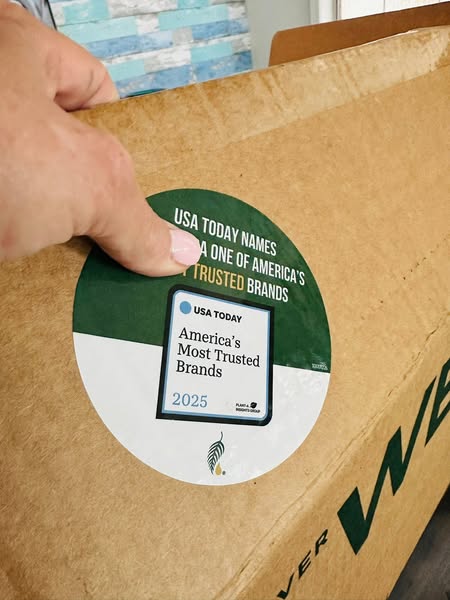 USA TODAY NAMES
A ONE OF AMERICA'S
TRUSTED BRANDS
USA TODAY
America's
Most Trusted
Brands
2025
PLANT-A
INSIGHTS GROUP
VER
WE